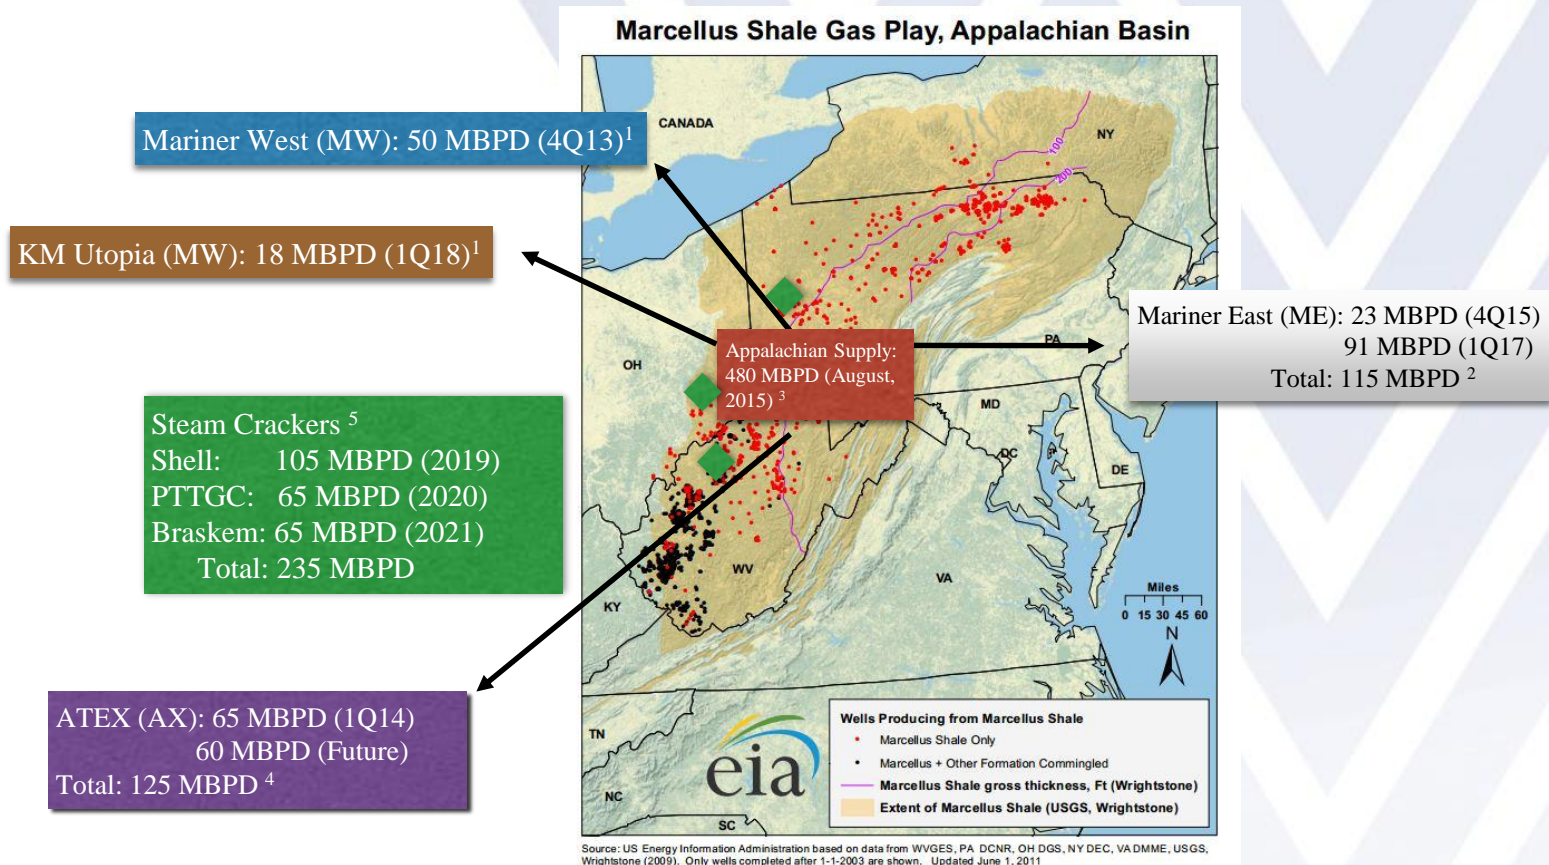 Marcellus Shale Gas Play, Appalachian Basin
Mariner West (MW): 50 MBPD (4Q13)¹
KM Utopia (MW): 18 MBPD (1Q18)¹
Mariner East (ME): 23 MBPD (4Q15)
91 MBPD (1Q17)
Total: 115 MBPD ²
Appalachian Supply:
480 MBPD (August,
2015) ³
Steam Crackers ⁵
Shell: 105 MBPD (2019)
PTTGC: 65 MBPD (2020)
Braskem: 65 MBPD (2021)
Total: 235 MBPD
ATEX (AX): 65 MBPD (1Q14)
60 MBPD (Future)
Total: 125 MBPD ⁴
CANADA
NY
100
200
PA
OH
MD
DC
DE
WV
VA
KY
TN
NC
SC
Miles
0 15 30 45 60
N
eia
Wells Producing from Marcellus Shale
Marcellus Shale Only
Marcellus + Other Formation Commingled
Marcellus Shale gross thickness, Ft (Wrightstone)
Extent of Marcellus Shale (USGS, Wrightstone)
Source: US Energy Information Administration based on data from WVGES, PA DCNR, OH DGS, NY DEC, VA DMME, USGS,
Wrightstone (2009). Only wells completed after 1-1-2003 are shown. Updated June 1, 2011